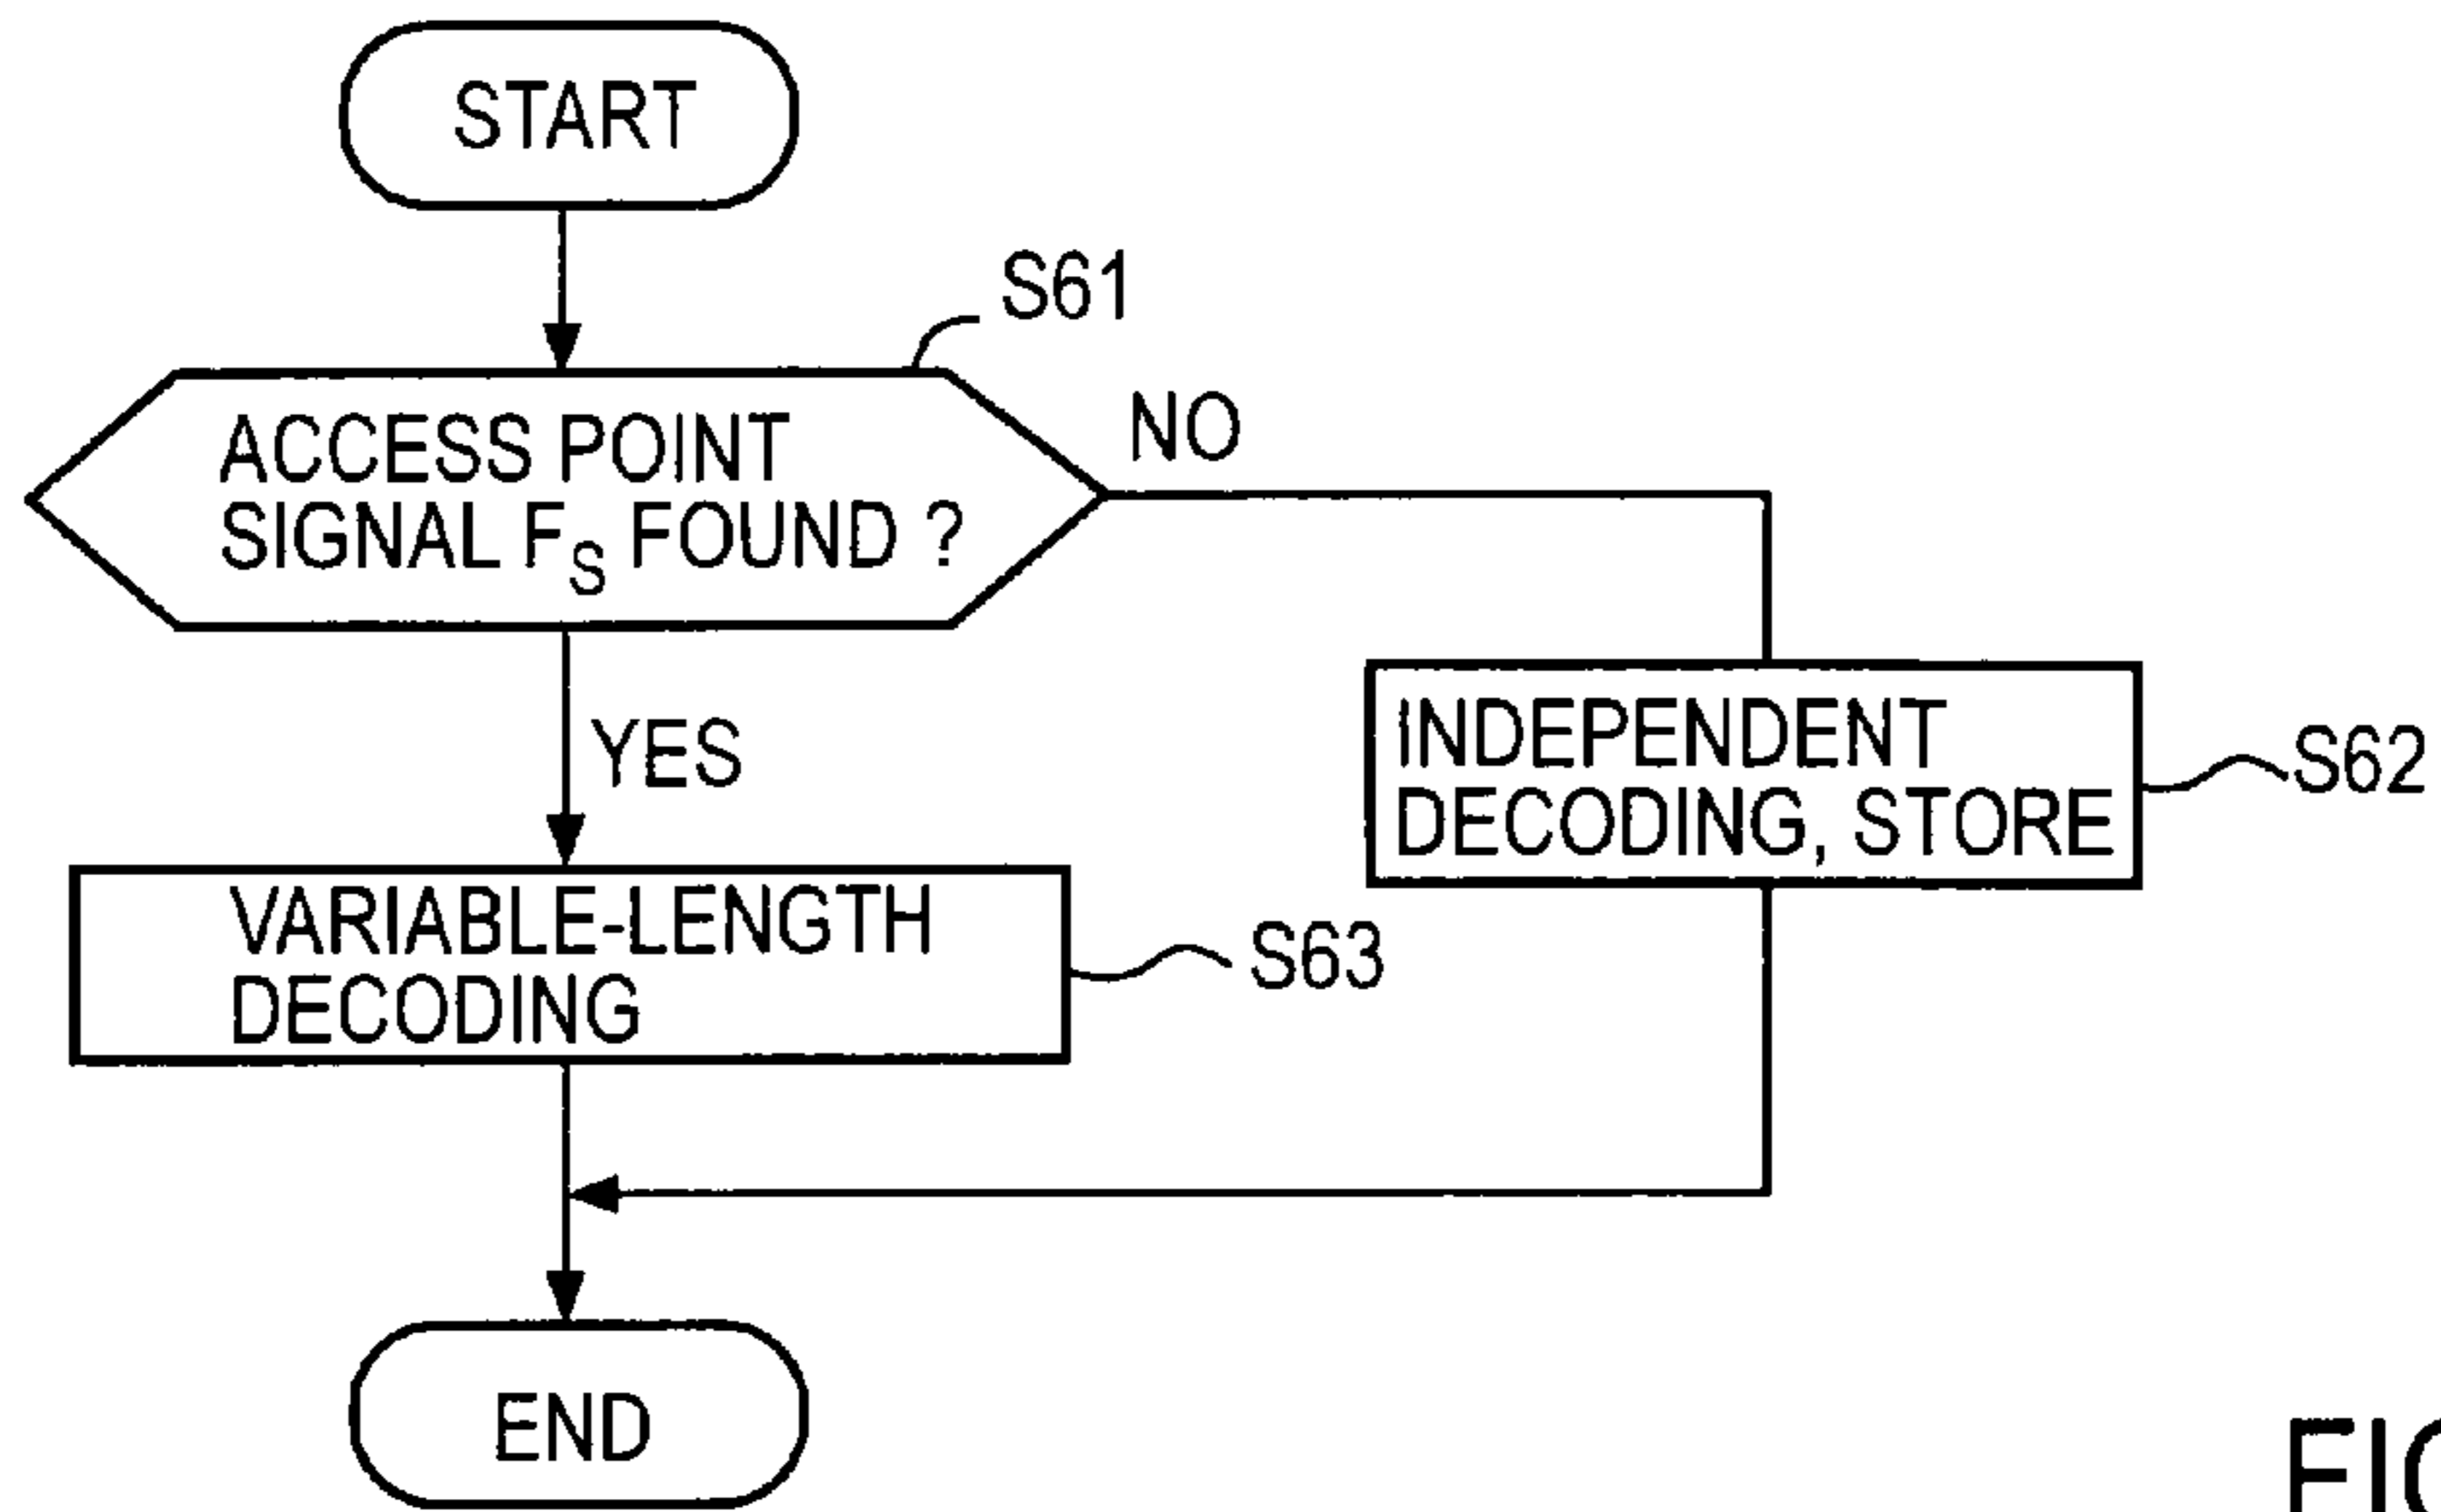 START
S61
ACCESS POINT
SIGNAL FS FOUND ?
NO
YES
INDEPENDENT
DECODING, STORE
S62
VARIABLE-LENGTH
DECODING
S63
END